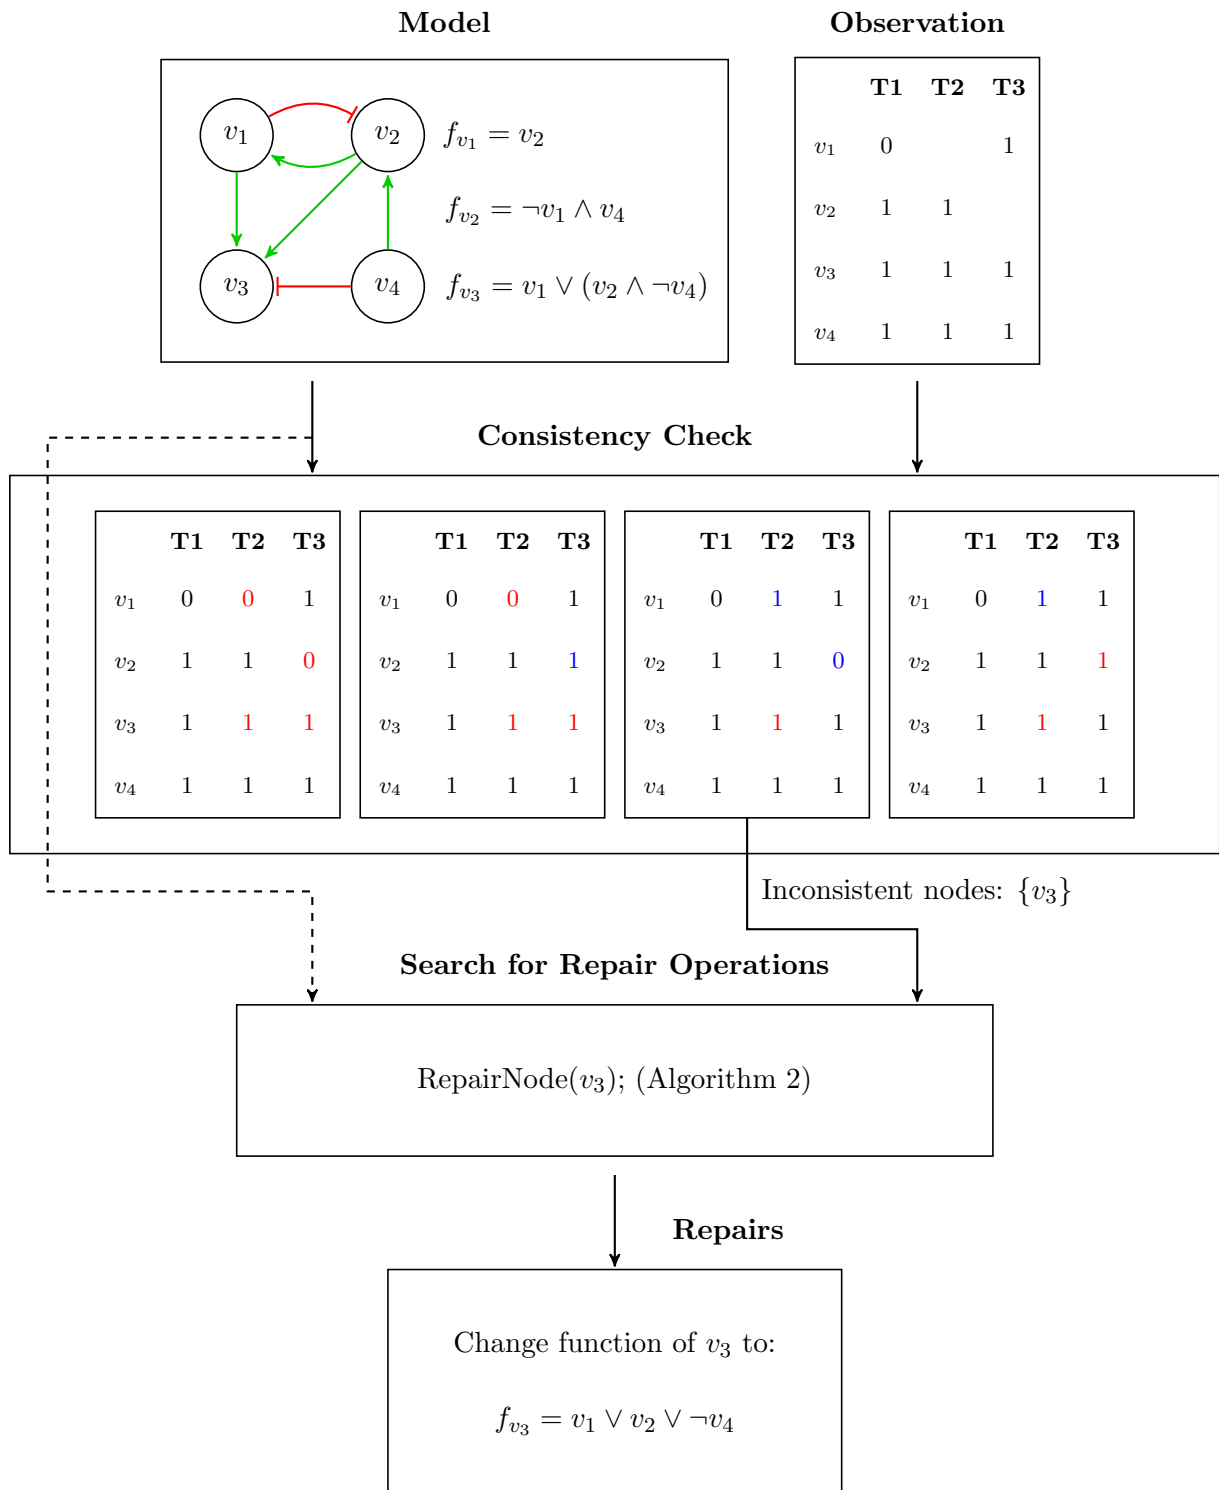 Model
Observation
v₁ v₂ f_{v₁} = v₂
f_{v₂} = ¬v₁ ∧ v₄
v₃ v₄ f_{v₃} = v₁ ∨ (v₂ ∧ ¬v₄)
T1 T2 T3
v₁ 0 1
v₂ 1 1
v₃ 1 1 1
v₄ 1 1 1
Consistency Check
T1 T2 T3
v₁ 0 0 1
v₂ 1 1 0
v₃ 1 1 1
v₄ 1 1 1
T1 T2 T3
v₁ 0 0 1
v₂ 1 1 1
v₃ 1 1 1
v₄ 1 1 1
T1 T2 T3
v₁ 0 1 1
v₂ 1 1 0
v₃ 1 1 1
v₄ 1 1 1
T1 T2 T3
v₁ 0 1 1
v₂ 1 1 1
v₃ 1 1 1
v₄ 1 1 1
Inconsistent nodes: {v₃}
Search for Repair Operations
RepairNode(v₃); (Algorithm 2)
Repairs
Change function of v₃ to:
f_{v₃} = v₁ ∨ v₂ ∨ ¬v₄